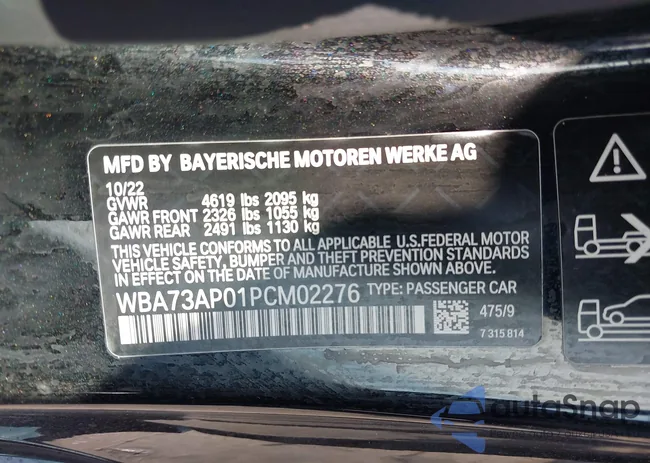 MFD BY BAYERISCHE MOTOREN WERKE AG
10/22
GVWR 4619 lbs 2095 kg
GAWR FRONT 2326 lbs 1055 kg
GAWR REAR 2491 lbs 1130 kg
THIS VEHICLE CONFORMS TO ALL APPLICABLE U.S.FEDERAL MOTOR
VEHICLE SAFETY, BUMPER AND THEFT PREVENTION STANDARDS
IN EFFECT ON THE DATE OF MANUFACTURE SHOWN ABOVE.
WBA73AP01PCM02276 TYPE: PASSENGER CAR
475/9
7 315 814
autoSnap